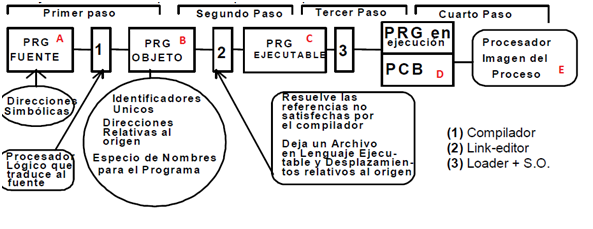 Primer paso
Segundo Paso
Tercer Paso
Cuarto Paso
PRG A
FUENTE
1
PRG B
OBJETO
2
PRG C
EJECUTABLE
3
PRG en
ejecución
PCB D
Procesador
Imagen del
Proceso E
Direcciones
Simbólicas
Procesador
Lógico que
traduce al
fuente
Identificadores
Unicos
Direcciones
Relativas al
origen
Especio de Nombres
para el Programa
Resuelve las
referencias no
satisfechas por
el compilador
Deja un Archivo
en Lenguaje Ejecu-
table y Desplazamien-
tos relativos al origen
(1) Compilador
(2) Link-editor
(3) Loader + S.O.